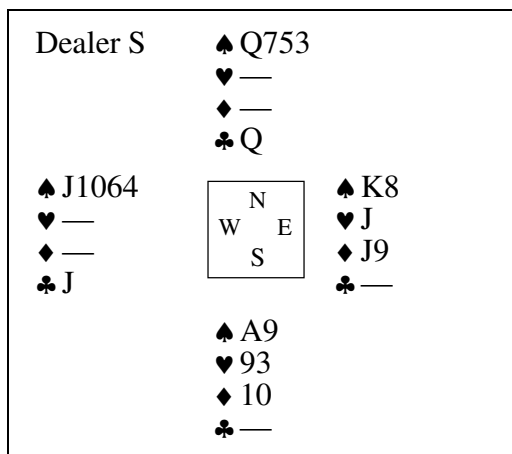 Dealer S
♠ Q753
♥ —
♦ —
♣ Q
♠ J1064
♥ —
♦ —
♣ J
N
W E
S
♠ K8
♥ J
♦ J9
♣ —
♠ A9
♥ 93
♦ 10
♣ —